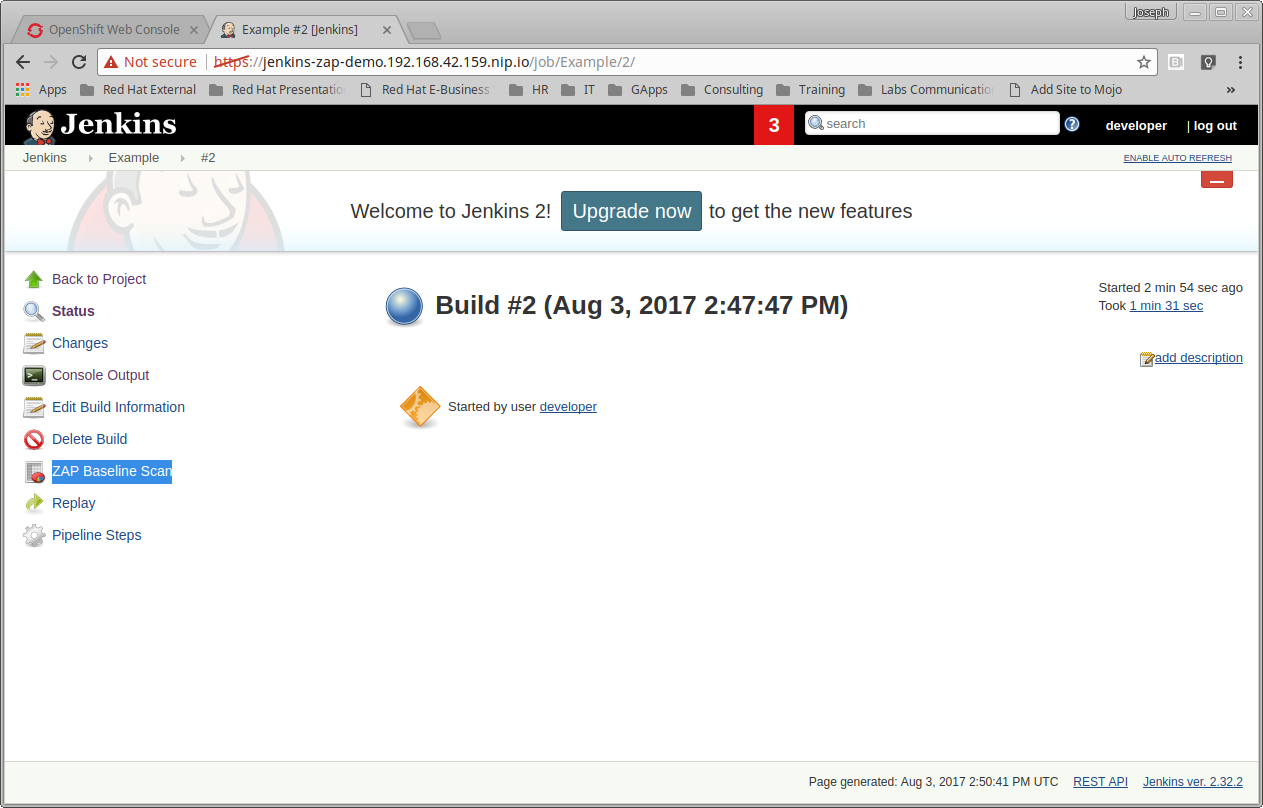 Joseph
OpenShift Web Console
Example #2 [Jenkins]
Not secure https://jenkins-zap-demo.192.168.42.159.nip.io/job/Example/2/
Apps Red Hat External Red Hat Presentatio Red Hat E-Business HR IT GApps Consulting Training Labs Communicatio Add Site to Mojo »
Jenkins 3 search developer | log out
Jenkins Example #2 ENABLE AUTO REFRESH
Welcome to Jenkins 2! Upgrade now to get the new features
Back to Project
Status
Changes
Console Output
Edit Build Information
Delete Build
ZAP Baseline Scan
Replay
Pipeline Steps
Build #2 (Aug 3, 2017 2:47:47 PM)
Started 2 min 54 sec ago
Took 1 min 31 sec
add description
Started by user developer
Page generated: Aug 3, 2017 2:50:41 PM UTC REST API Jenkins ver. 2.32.2